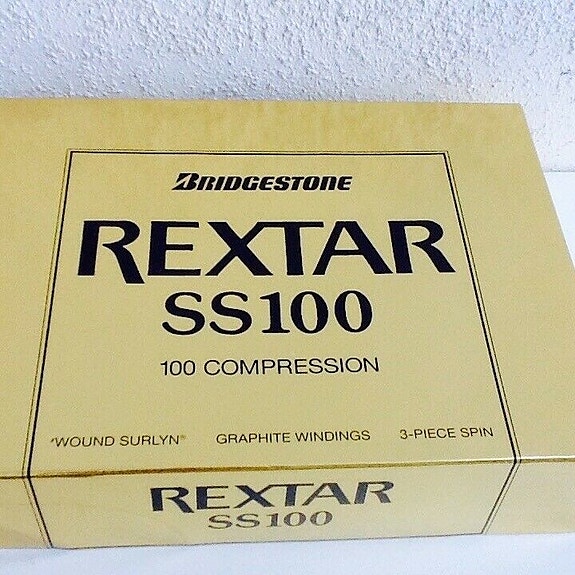 BRIDGESTONE
REXTAR
SS100
100 COMPRESSION
"WOUND SURLYN" GRAPHITE WINDINGS 3-PIECE SPIN
REXTAR
SS100